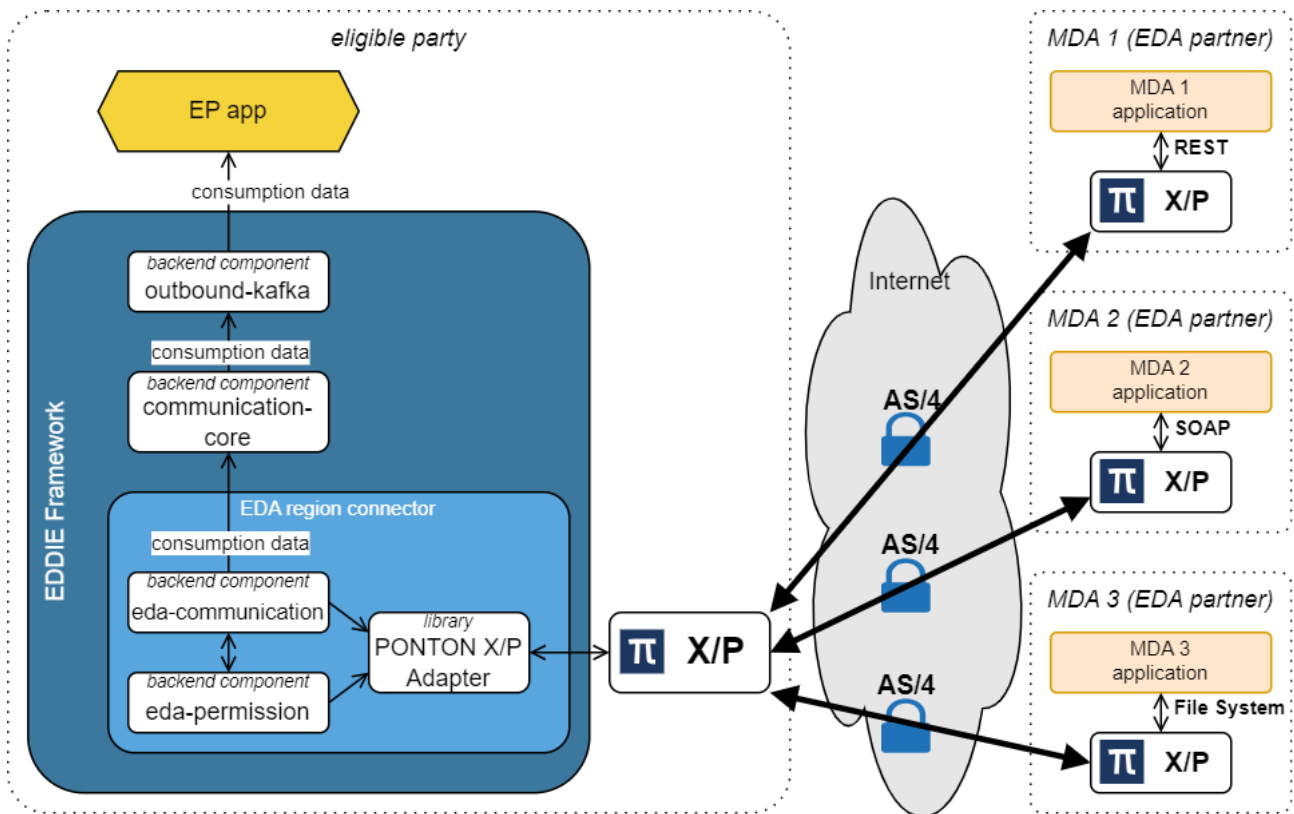 eligible party
EP app
consumption data
EDDIE Framework
backend component
outbound-kafka
consumption data
backend component
communication-
core
EDA region connector
consumption data
backend component
eda-communication
backend component
eda-permission
library
PONTON X/P
Adapter
π X/P
Internet
AS/4
AS/4
AS/4
MDA 1 (EDA partner)
MDA 1
application
REST
π X/P
MDA 2 (EDA partner)
MDA 2
application
SOAP
π X/P
MDA 3 (EDA partner)
MDA 3
application
File System
π X/P